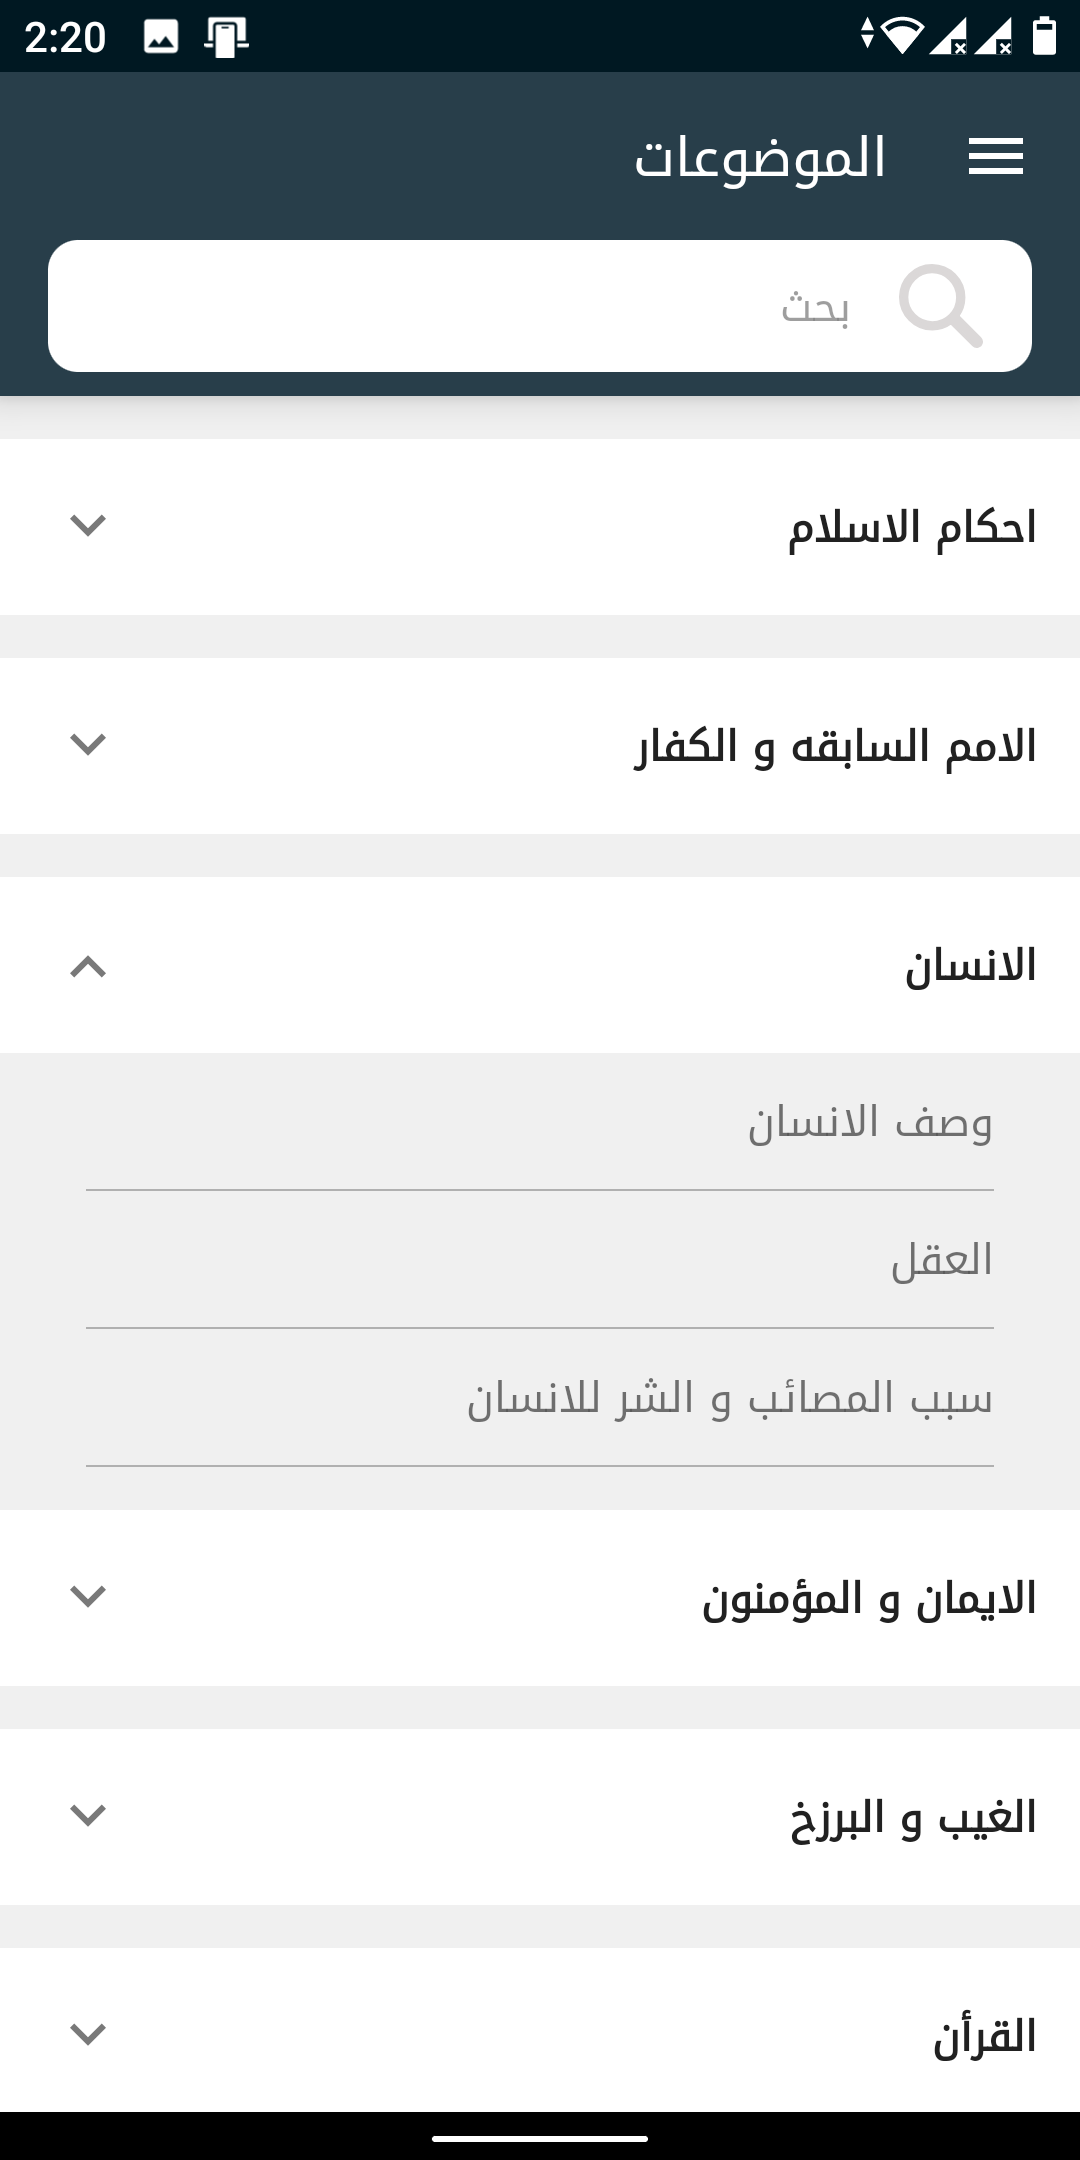 2:20
الموضوعات
بحث
احكام الاسلام
الامم السابقه و الكفار
الانسان
وصف الانسان
العقل
سبب المصائب و الشر للانسان
الايمان و المؤمنون
الغيب و البرزخ
القرأن